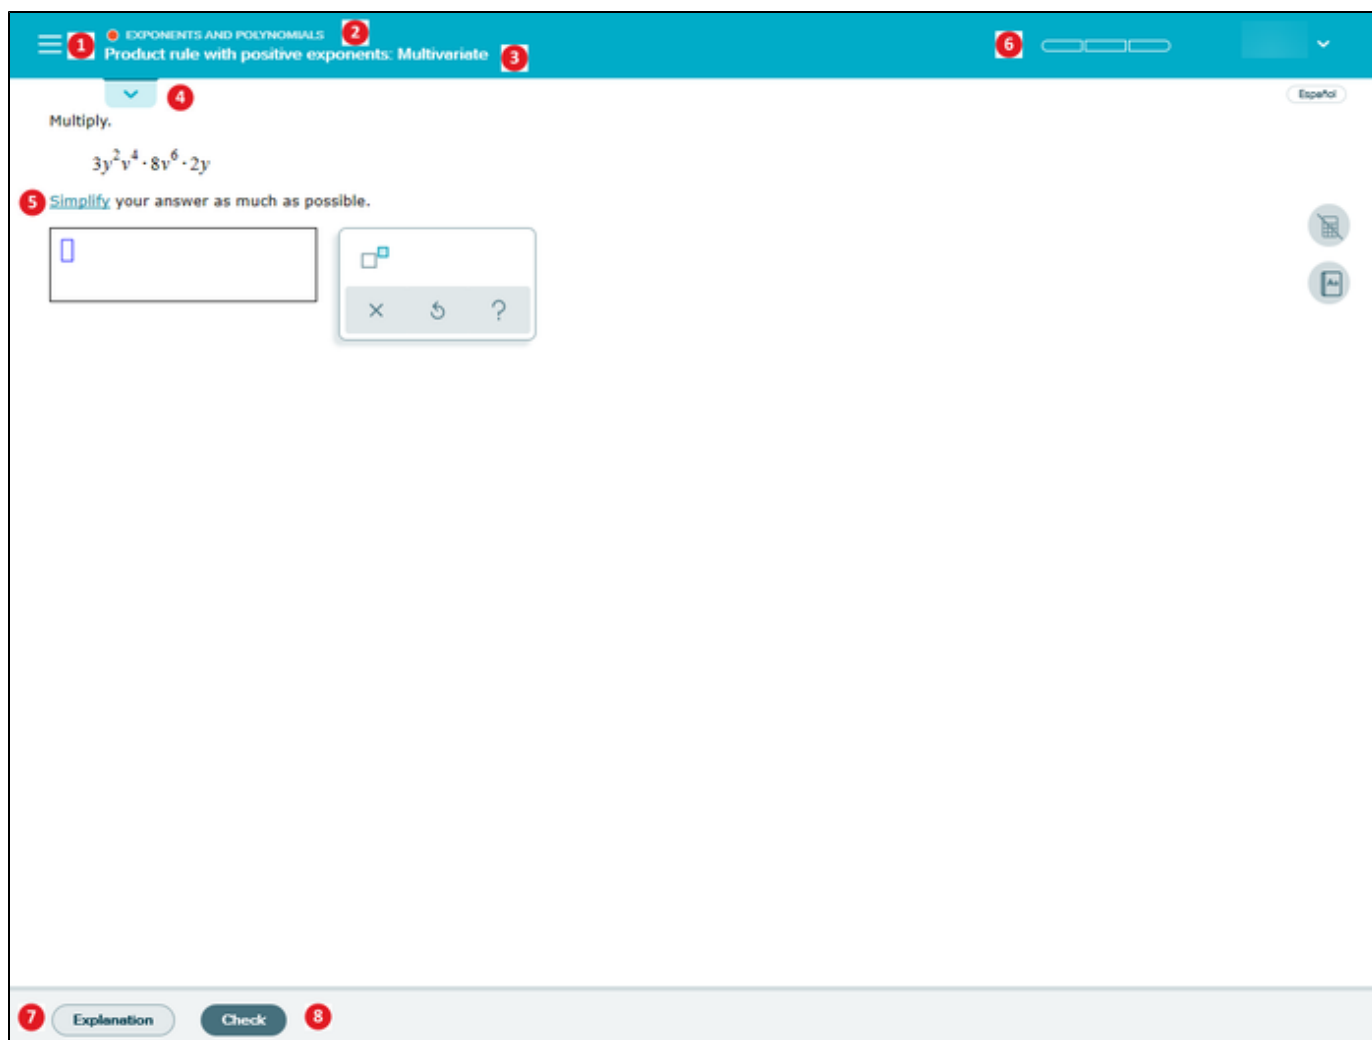 1 EXPONENTS AND POLYNOMIALS 2
Product rule with positive exponents: Multivariate 3
6
4
Español
Multiply.
3y²v⁴ · 8v⁶ · 2y
5 Simplify your answer as much as possible.
?
Aa
7 Explanation Check 8